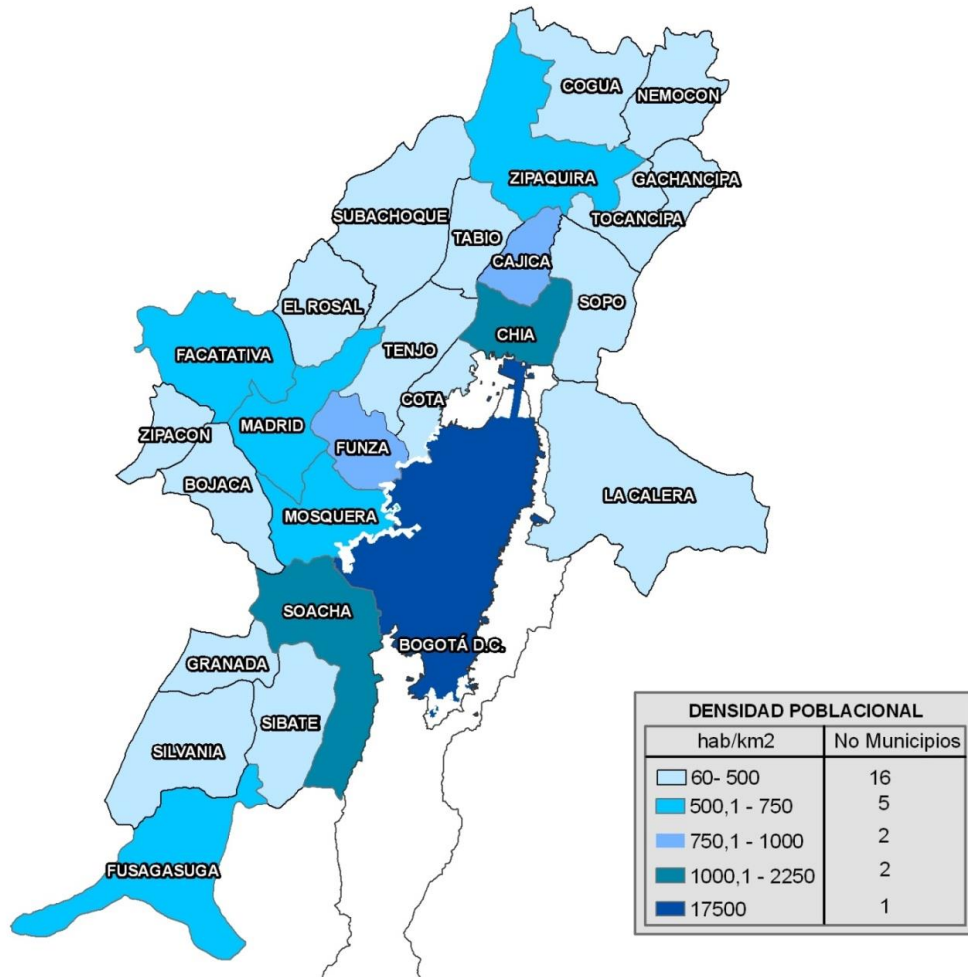 COGUA
NEMOCON
ZIPAQUIRA
GACHANCIPA
SUBACHOQUE
TOCANCIPA
TABIO
CAJICA
EL ROSAL
SOPO
CHIA
FACATATIVA
TENJO
COTA
ZIPACON
MADRID
FUNZA
BOJACA
LA CALERA
MOSQUERA
SOACHA
BOGOTÁ D.C.
GRANADA
SIBATE
SILVANIA
FUSAGASUGA
DENSIDAD POBLACIONAL
hab/km2 No Municipios
60- 500 16
500,1 - 750 5
750,1 - 1000 2
1000,1 - 2250 2
17500 1